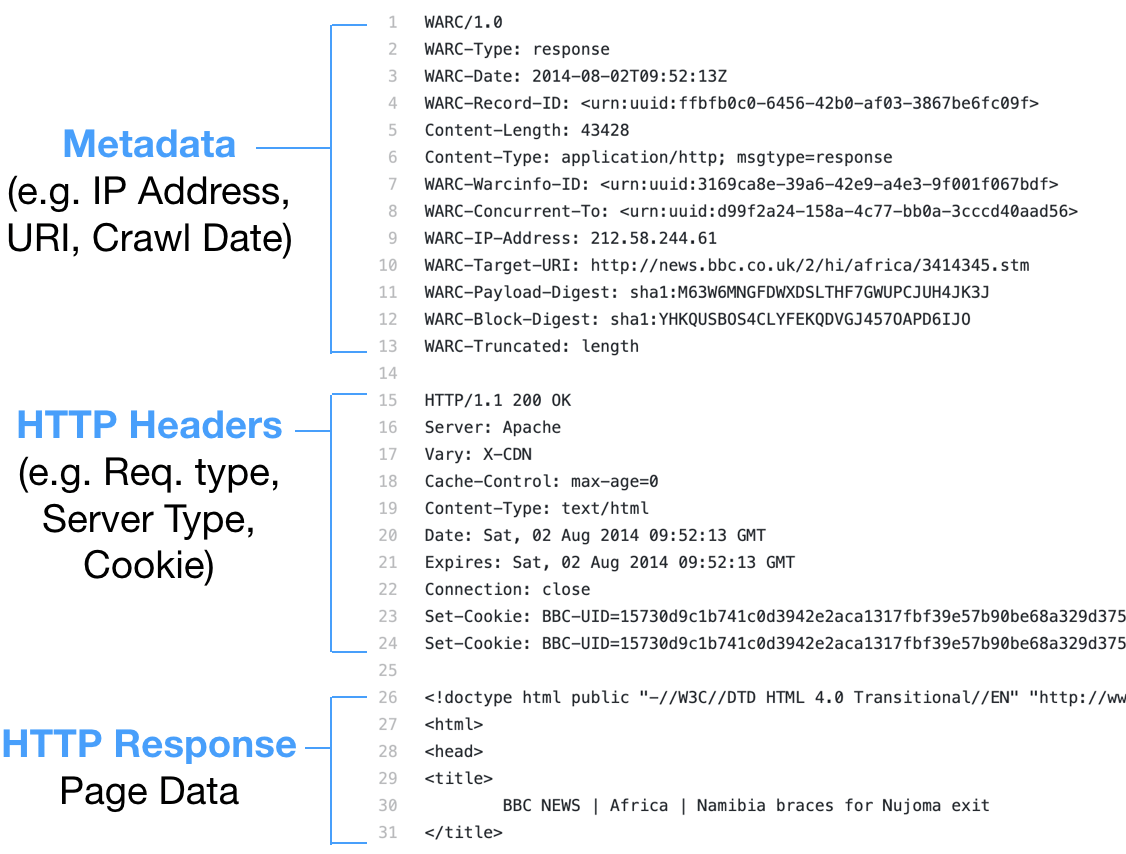 Metadata
(e.g. IP Address,
URI, Crawl Date)
1 WARC/1.0
2 WARC-Type: response
3 WARC-Date: 2014-08-02T09:52:13Z
4 WARC-Record-ID: <urn:uuid:ffbfb0c0-6456-42b0-af03-3867be6fc09f>
5 Content-Length: 43428
6 Content-Type: application/http; msgtype=response
7 WARC-Warcinfo-ID: <urn:uuid:3169ca8e-39a6-42e9-a4e3-9f001f067bdf>
8 WARC-Concurrent-To: <urn:uuid:d99f2a24-158a-4c77-bb0a-3cccd40aad56>
9 WARC-IP-Address: 212.58.244.61
10 WARC-Target-URI: http://news.bbc.co.uk/2/hi/africa/3414345.stm
11 WARC-Payload-Digest: sha1:M63W6MNGFDWXDSLTHF7GWUPCJUH4JK3J
12 WARC-Block-Digest: sha1:YHKQUSBOS4CLYFEKQDVGJ457OAPD6IJO
13 WARC-Truncated: length
14
HTTP Headers
(e.g. Req. type,
Server Type,
Cookie)
15 HTTP/1.1 200 OK
16 Server: Apache
17 Vary: X-CDN
18 Cache-Control: max-age=0
19 Content-Type: text/html
20 Date: Sat, 02 Aug 2014 09:52:13 GMT
21 Expires: Sat, 02 Aug 2014 09:52:13 GMT
22 Connection: close
23 Set-Cookie: BBC-UID=15730d9c1b741c0d3942e2aca1317fbf39e57b90be68a329d375
24 Set-Cookie: BBC-UID=15730d9c1b741c0d3942e2aca1317fbf39e57b90be68a329d375
25
HTTP Response
Page Data
26 <!doctype html public "-//W3C//DTD HTML 4.0 Transitional//EN" "http://ww
27 <html>
28 <head>
29 <title>
30 BBC NEWS | Africa | Namibia braces for Nujoma exit
31 </title>